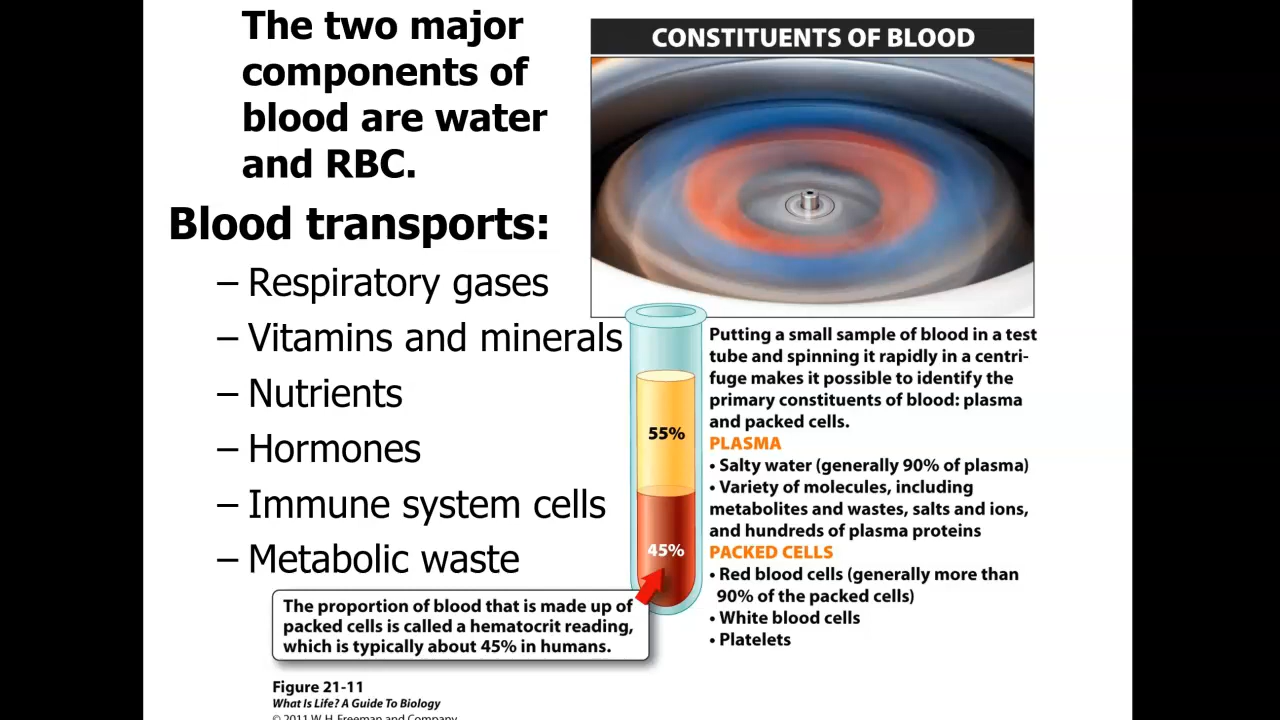 The two major
components of
blood are water
and RBC.
Blood transports:
– Respiratory gases
– Vitamins and minerals
– Nutrients
– Hormones
– Immune system cells
– Metabolic waste
CONSTITUENTS OF BLOOD
Putting a small sample of blood in a test
tube and spinning it rapidly in a centri-
fuge makes it possible to identify the
primary constituents of blood: plasma
and packed cells.
PLASMA
• Salty water (generally 90% of plasma)
• Variety of molecules, including
metabolites and wastes, salts and ions,
and hundreds of plasma proteins
PACKED CELLS
• Red blood cells (generally more than
90% of the packed cells)
• White blood cells
• Platelets
55%
45%
The proportion of blood that is made up of
packed cells is called a hematocrit reading,
which is typically about 45% in humans.
Figure 21-11
What Is Life? A Guide To Biology
© 2011 W. H. Freeman and Company